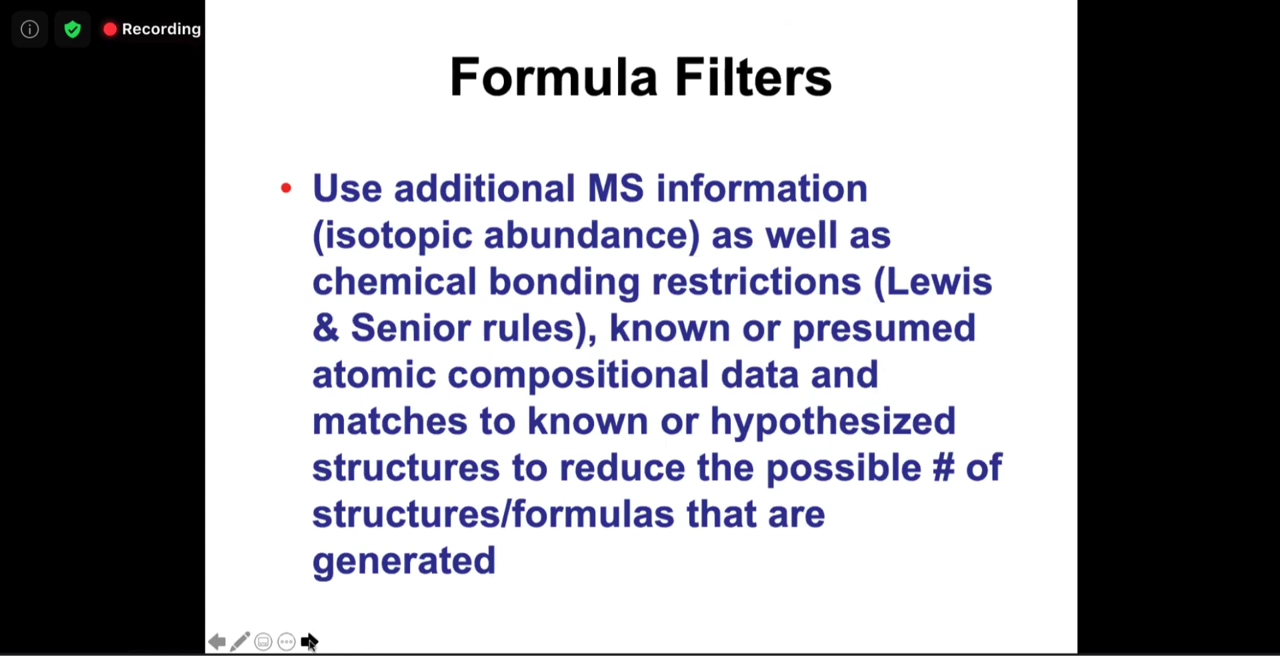 Recording
Formula Filters
• Use additional MS information
(isotopic abundance) as well as
chemical bonding restrictions (Lewis
& Senior rules), known or presumed
atomic compositional data and
matches to known or hypothesized
structures to reduce the possible # of
structures/formulas that are
generated